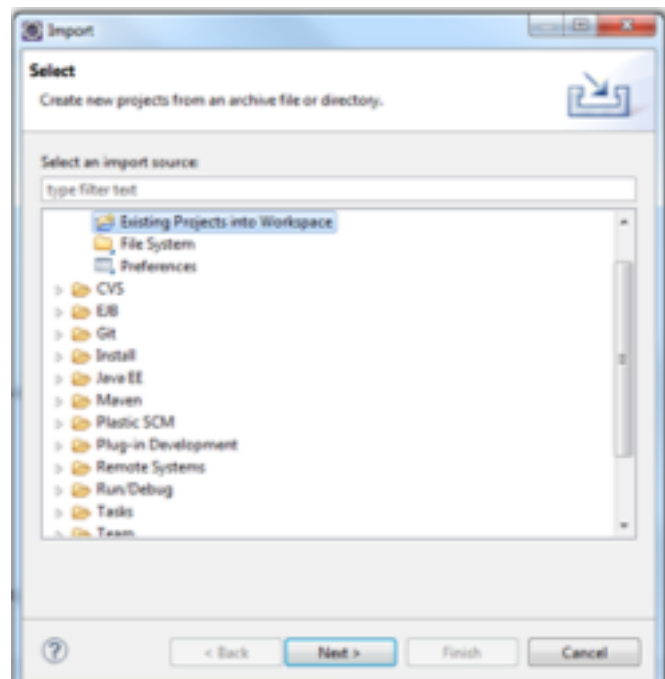 Import
Select
Create new projects from an archive file or directory.
Select an import source:
type filter text
Existing Projects into Workspace
File System
Preferences
CVS
EJB
Git
Install
Java EE
Maven
Plastic SCM
Plug-in Development
Remote Systems
Run/Debug
Tasks
Team
?
< Back Next > Finish Cancel